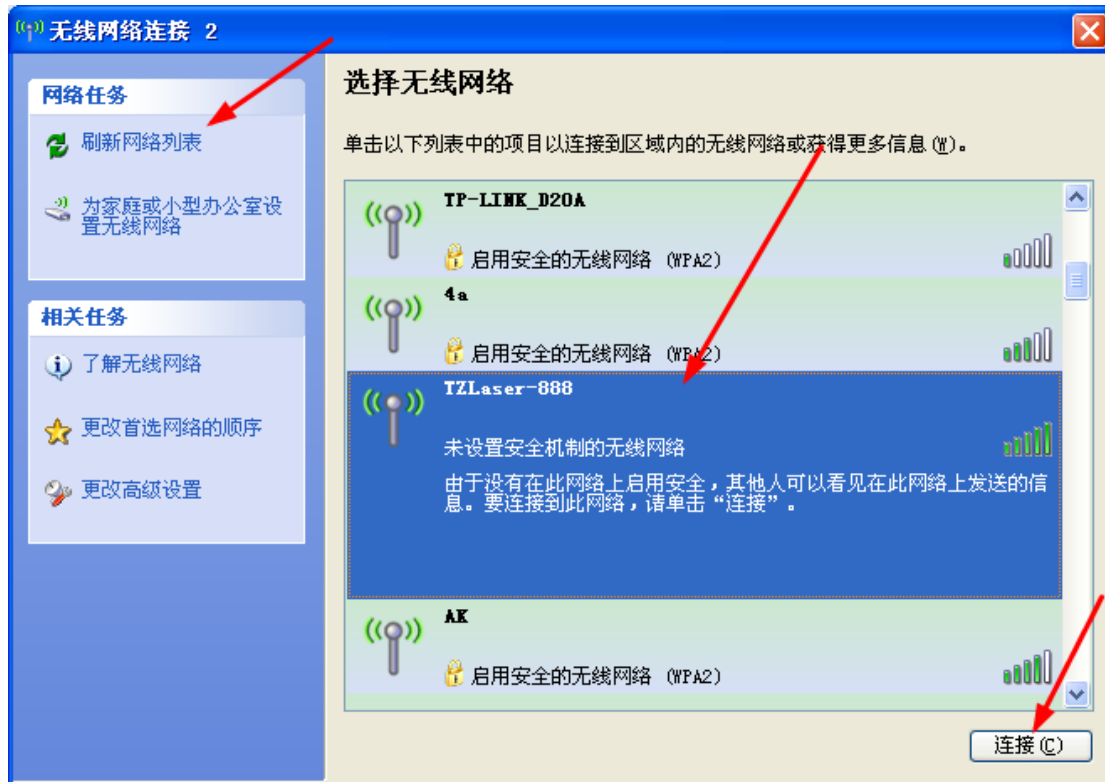 无线网络连接 2
网络任务
刷新网络列表
为家庭或小型办公室设
置无线网络
相关任务
了解无线网络
更改首选网络的顺序
更改高级设置
选择无线网络
单击以下列表中的项目以连接到区域内的无线网络或获得更多信息(W)。
TP-LINK_D20A
启用安全的无线网络 (WPA2)
4a
启用安全的无线网络 (WPA2)
TZLaser-888
未设置安全机制的无线网络
由于没有在此网络上启用安全，其他人可以看见在此网络上发送的信
息。要连接到此网络，请单击“连接”。
AK
启用安全的无线网络 (WPA2)
连接(C)